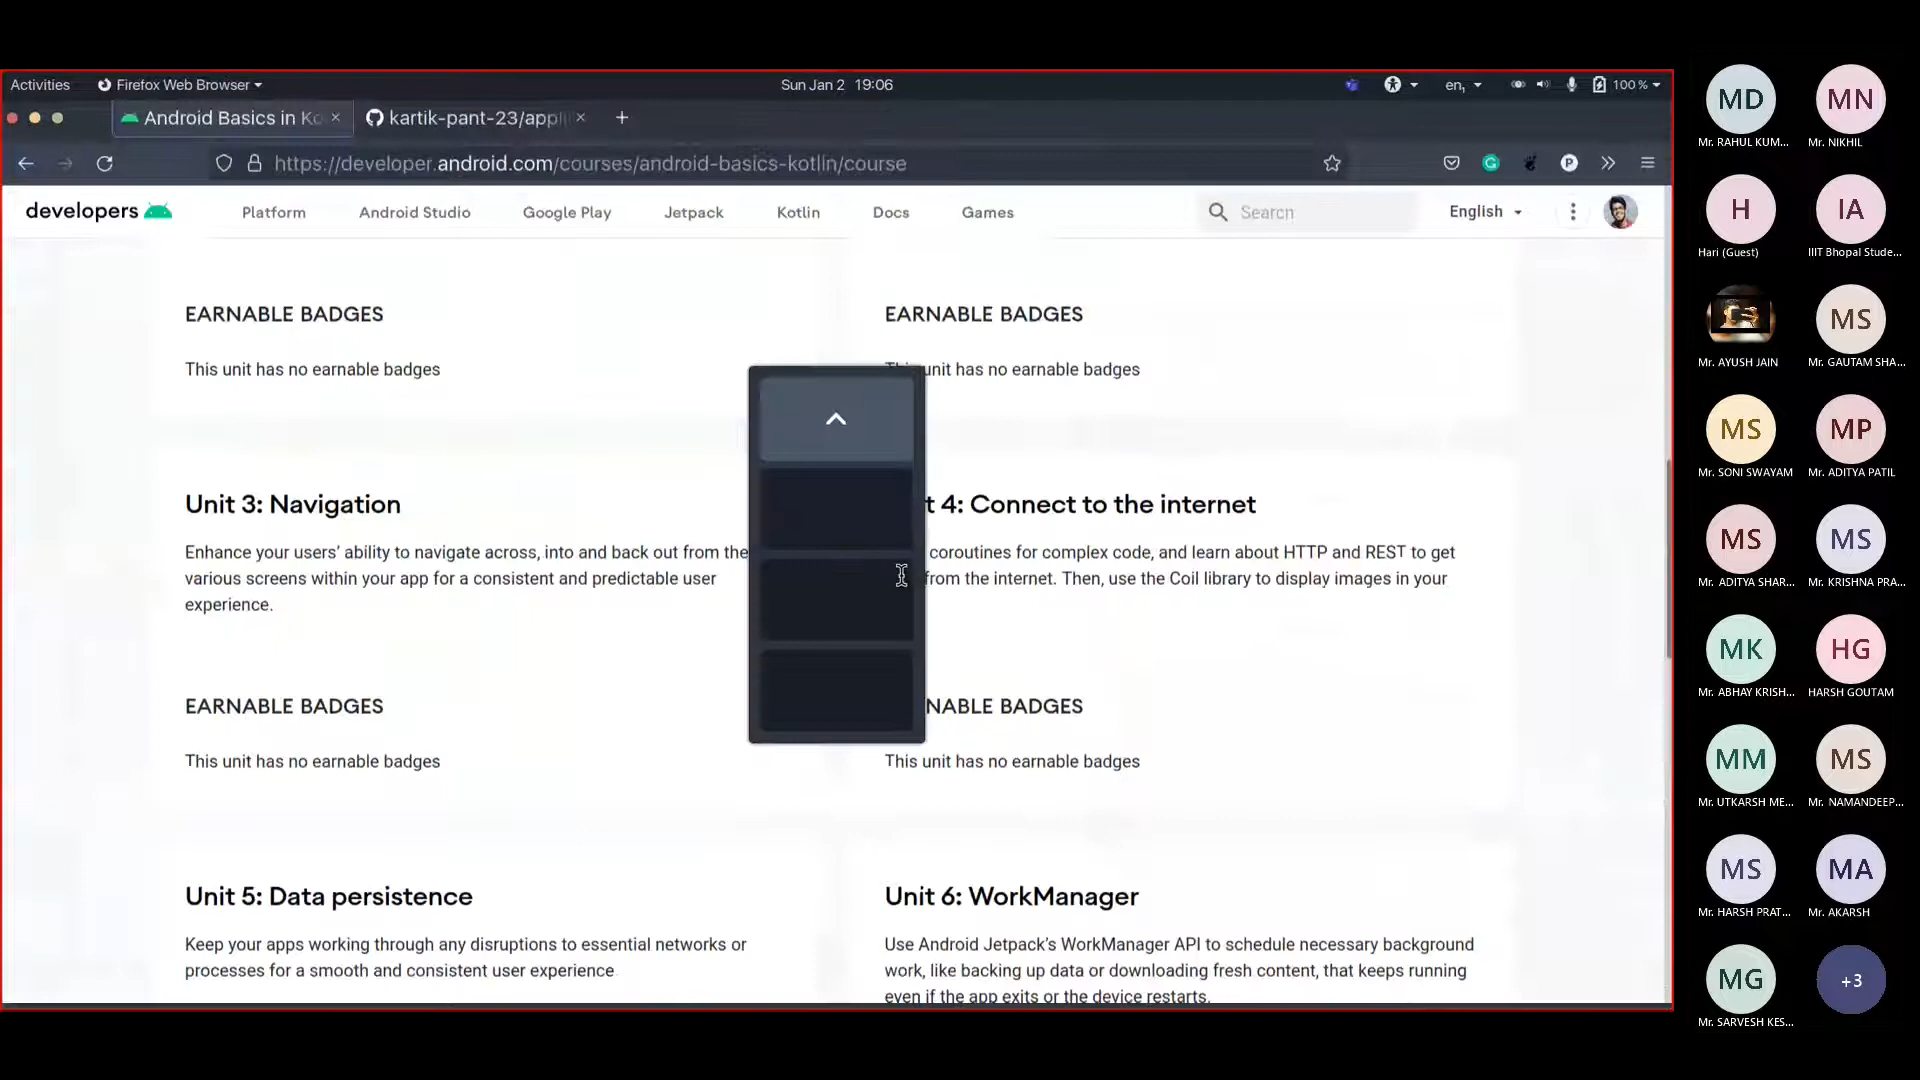 Activities
Firefox Web Browser
Sun Jan 2 19:06
en₁
100 %
Android Basics in Ko
kartik-pant-23/appli
https://developer.android.com/courses/android-basics-kotlin/course
developers
Platform
Android Studio
Google Play
Jetpack
Kotlin
Docs
Games
Search
English
EARNABLE BADGES
This unit has no earnable badges
EARNABLE BADGES
unit has no earnable badges
Unit 3: Navigation
Enhance your users’ ability to navigate across, into and back out from the
various screens within your app for a consistent and predictable user
experience.
EARNABLE BADGES
This unit has no earnable badges
t 4: Connect to the internet
coroutines for complex code, and learn about HTTP and REST to get
from the internet. Then, use the Coil library to display images in your
NABLE BADGES
This unit has no earnable badges
Unit 5: Data persistence
Keep your apps working through any disruptions to essential networks or
processes for a smooth and consistent user experience
Unit 6: WorkManager
Use Android Jetpack’s WorkManager API to schedule necessary background
work, like backing up data or downloading fresh content, that keeps running
even if the app exits or the device restarts.
MD
Mr. RAHUL KUM...
MN
Mr. NIKHIL
H
Hari (Guest)
IA
IIIT Bhopal Stude...
Mr. AYUSH JAIN
MS
Mr. GAUTAM SHA...
MS
Mr. SONI SWAYAM
MP
Mr. ADITYA PATIL
MS
Mr. ADITYA SHAR...
MS
Mr. KRISHNA PRA...
MK
Mr. ABHAY KRISH...
HG
HARSH GOUTAM
MM
Mr. UTKARSH ME...
MS
Mr. NAMANDEEP...
MS
Mr. HARSH PRAT...
MA
Mr. AKARSH
MG
Mr. SARVESH KES...
+3